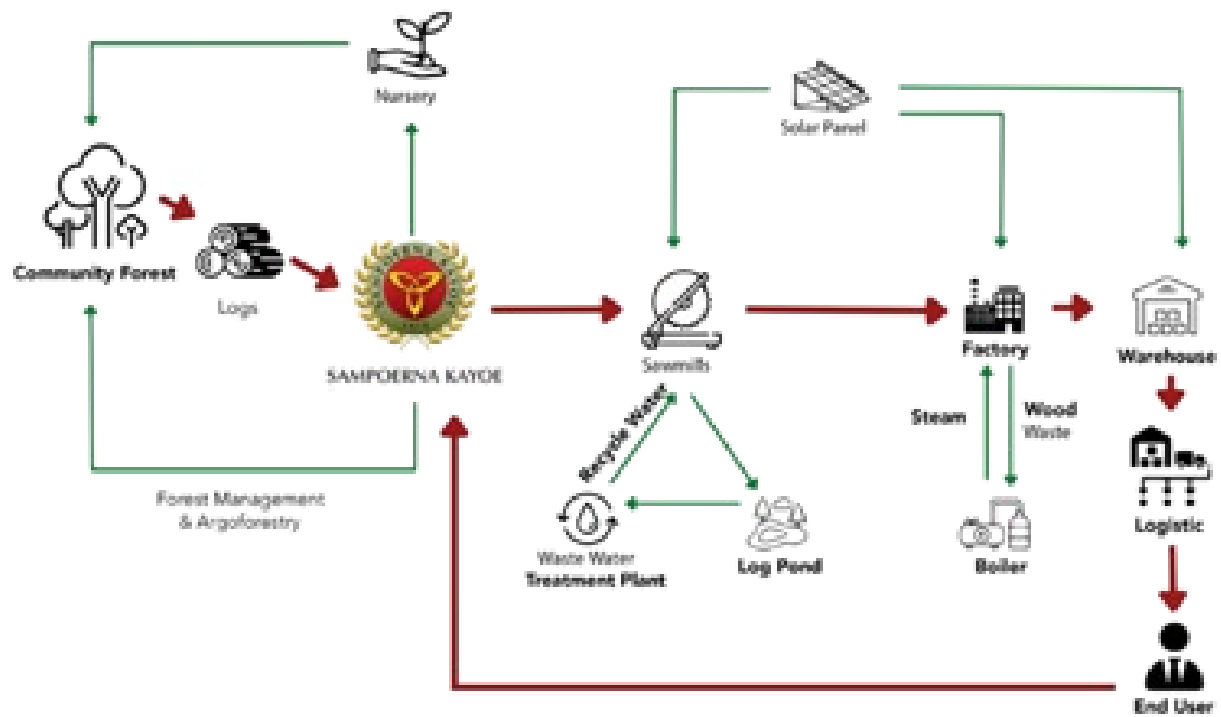 Nursery
Solar Panel
Community Forest
Logs
SAMPOERNA KAYOE
Sawmills
Factory
Warehouse
Recycle Water
Steam
Wood
Waste
Forest Management
& Argoforestry
Waste Water
Treatment Plant
Log Pond
Boiler
Logistic
End User